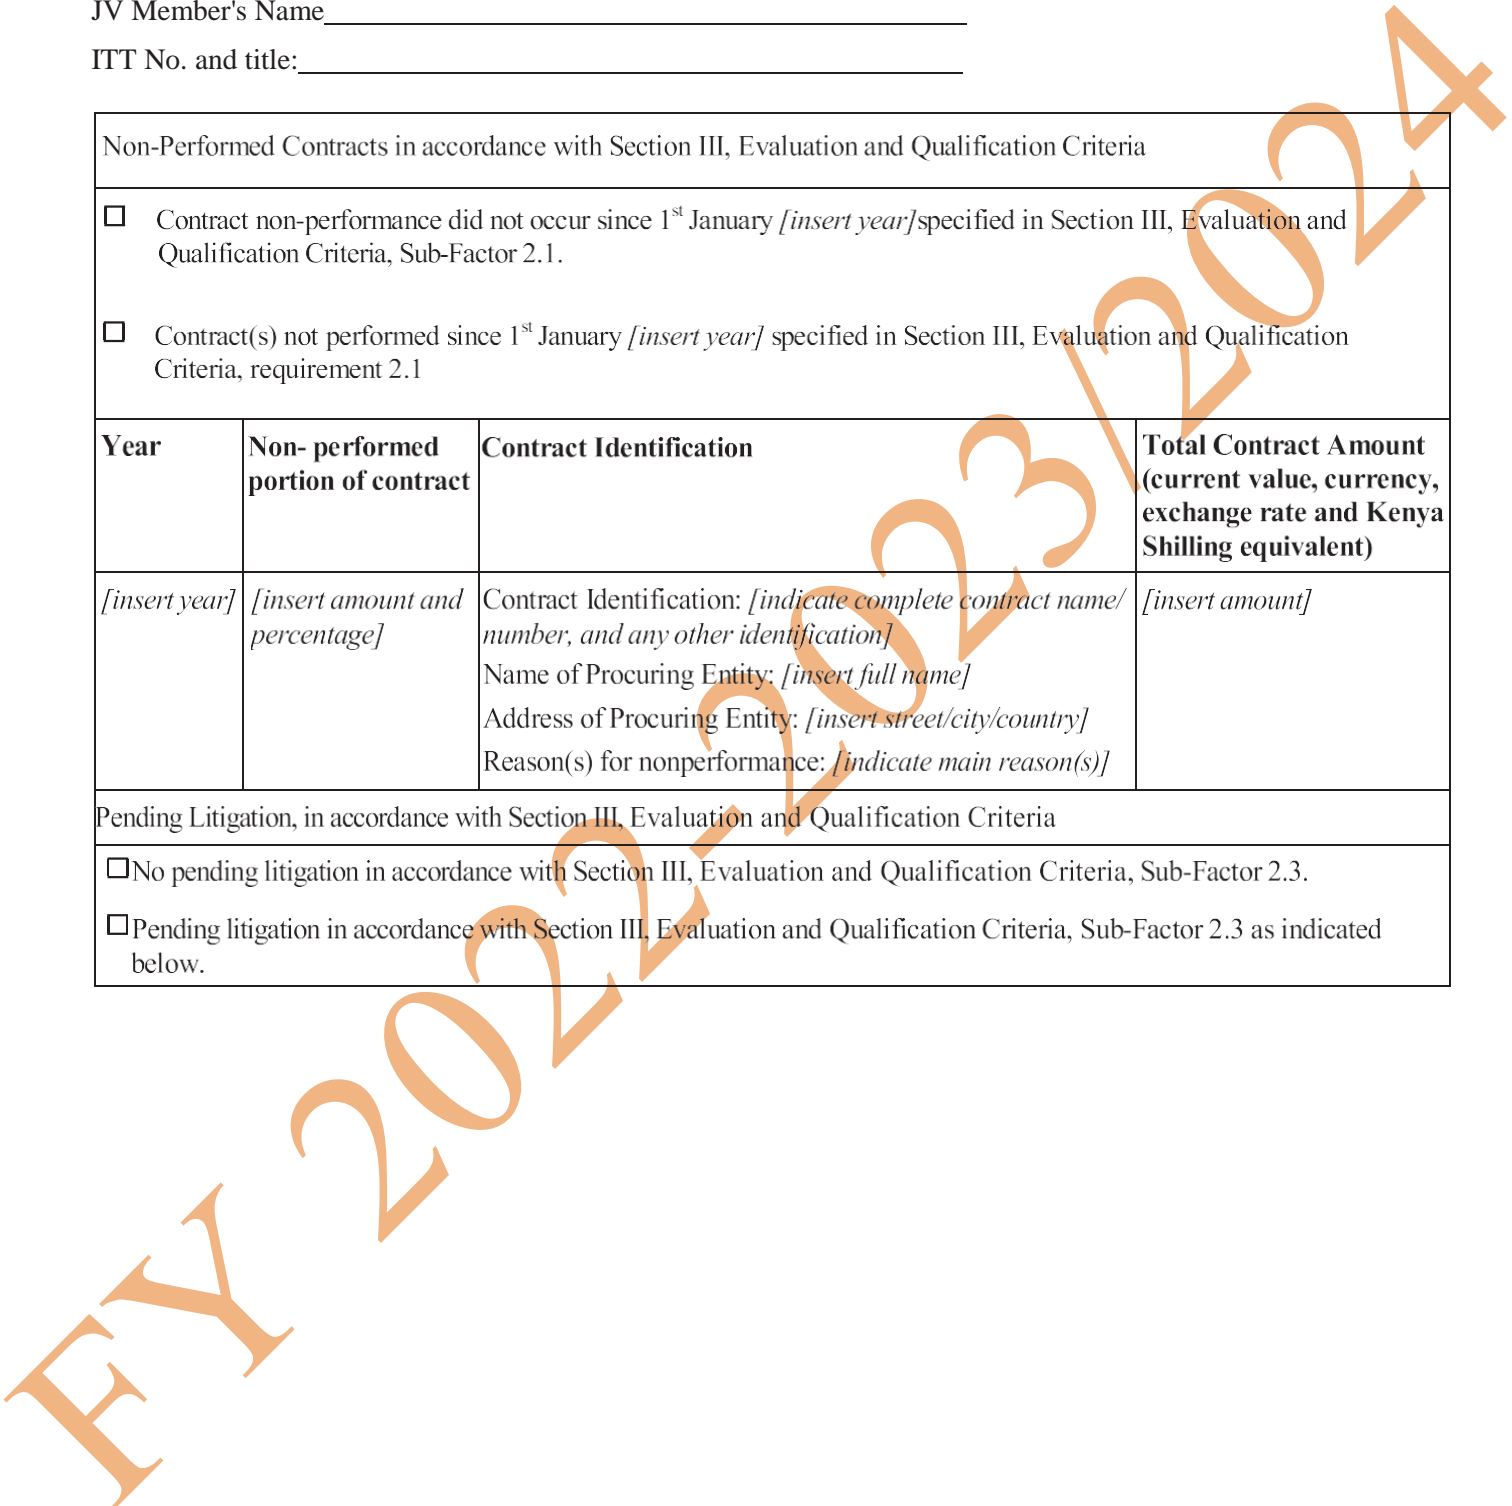 JV Member's Name
ITT No. and title:
Non-Performed Contracts in accordance with Section III, Evaluation and Qualification Criteria
Contract non-performance did not occur since 1st January [insert year]specified in Section III, Evaluation and
Qualification Criteria, Sub-Factor 2.1.
Contract(s) not performed since 1st January [insert year] specified in Section III, Evaluation and Qualification
Criteria, requirement 2.1
Year
Non- performed
portion of contract
Contract Identification
Total Contract Amount
(current value, currency,
exchange rate and Kenya
Shilling equivalent)
[insert year]
[insert amount and
percentage]
Contract Identification: [indicate complete contract name/
number, and any other identification]
Name of Procuring Entity: [insert full name]
Address of Procuring Entity: [insert street/city/country]
Reason(s) for nonperformance: [indicate main reason(s)]
[insert amount]
Pending Litigation, in accordance with Section III, Evaluation and Qualification Criteria
No pending litigation in accordance with Section III, Evaluation and Qualification Criteria, Sub-Factor 2.3.
Pending litigation in accordance with Section III, Evaluation and Qualification Criteria, Sub-Factor 2.3 as indicated
below.
FY 2022-2023/2024